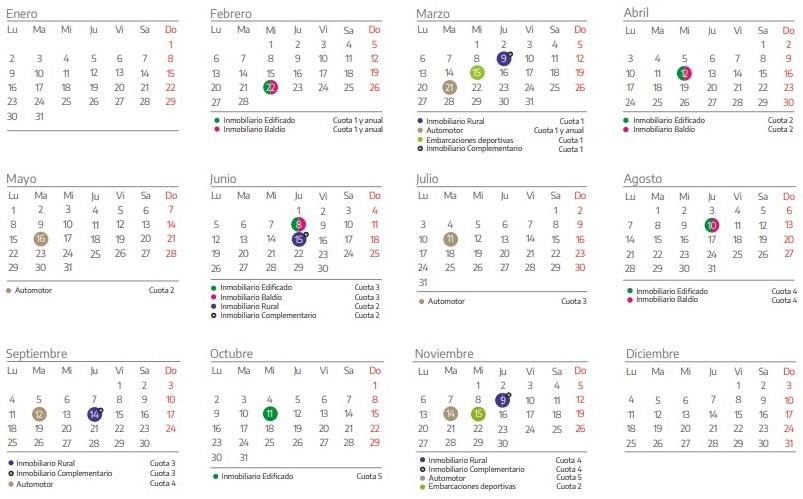 Enero
Lu Ma Mi Ju Vi Sa Do
1
2 3 4 5 6 7 8
9 10 11 12 13 14 15
16 17 18 19 20 21 22
23 24 25 26 27 28 29
30 31
Febrero
Lu Ma Mi Ju Vi Sa Do
1 2 3 4 5
6 7 8 9 10 11 12
13 14 15 16 17 18 19
20 21 22 23 24 25 26
27 28
Inmobiliario Edificado Cuota 1 y anual
Inmobiliario Baldío Cuota 1 y anual
Marzo
Lu Ma Mi Ju Vi Sa Do
1 2 3 4 5
6 7 8 9 10 11 12
13 14 15 16 17 18 19
20 21 22 23 24 25 26
27 28 29 30 31
Inmobiliario Rural Cuota 1
Automotor Cuota 1 y anual
Embarcaciones deportivas Cuota 1
Inmobiliario Complementario Cuota 1
Abril
Lu Ma Mi Ju Vi Sa Do
1 2
3 4 5 6 7 8 9
10 11 12 13 14 15 16
17 18 19 20 21 22 23
24 25 26 27 28 29 30
Inmobiliario Edificado Cuota 2
Inmobiliario Baldío Cuota 2
Mayo
Lu Ma Mi Ju Vi Sa Do
1 2 3 4 5 6 7
8 9 10 11 12 13 14
15 16 17 18 19 20 21
22 23 24 25 26 27 28
29 30 31
Automotor Cuota 2
Junio
Lu Ma Mi Ju Vi Sa Do
1 2 3 4
5 6 7 8 9 10 11
12 13 14 15 16 17 18
19 20 21 22 23 24 25
26 27 28 29 30
Inmobiliario Edificado Cuota 3
Inmobiliario Baldío Cuota 3
Inmobiliario Rural Cuota 2
Inmobiliario Complementario Cuota 2
Julio
Lu Ma Mi Ju Vi Sa Do
1 2
3 4 5 6 7 8 9
10 11 12 13 14 15 16
17 18 19 20 21 22 23
24 25 26 27 28 29 30
31
Automotor Cuota 3
Agosto
Lu Ma Mi Ju Vi Sa Do
1 2 3 4 5 6
7 8 9 10 11 12 13
14 15 16 17 18 19 20
21 22 23 24 25 26 27
28 29 30 31
Inmobiliario Edificado Cuota 4
Inmobiliario Baldío Cuota 4
Septiembre
Lu Ma Mi Ju Vi Sa Do
1 2 3
4 5 6 7 8 9 10
11 12 13 14 15 16 17
18 19 20 21 22 23 24
25 26 27 28 29 30
Inmobiliario Rural Cuota 3
Inmobiliario Complementario Cuota 3
Automotor Cuota 4
Octubre
Lu Ma Mi Ju Vi Sa Do
1
2 3 4 5 6 7 8
9 10 11 12 13 14 15
16 17 18 19 20 21 22
23 24 25 26 27 28 29
30 31
Inmobiliario Edificado Cuota 5
Noviembre
Lu Ma Mi Ju Vi Sa Do
1 2 3 4 5
6 7 8 9 10 11 12
13 14 15 16 17 18 19
20 21 22 23 24 25 26
27 28 29 30
Inmobiliario Rural Cuota 4
Inmobiliario Complementario Cuota 4
Automotor Cuota 5
Embarcaciones deportivas Cuota 2
Diciembre
Lu Ma Mi Ju Vi Sa Do
1 2 3
4 5 6 7 8 9 10
11 12 13 14 15 16 17
18 19 20 21 22 23 24
25 26 27 28 29 30 31